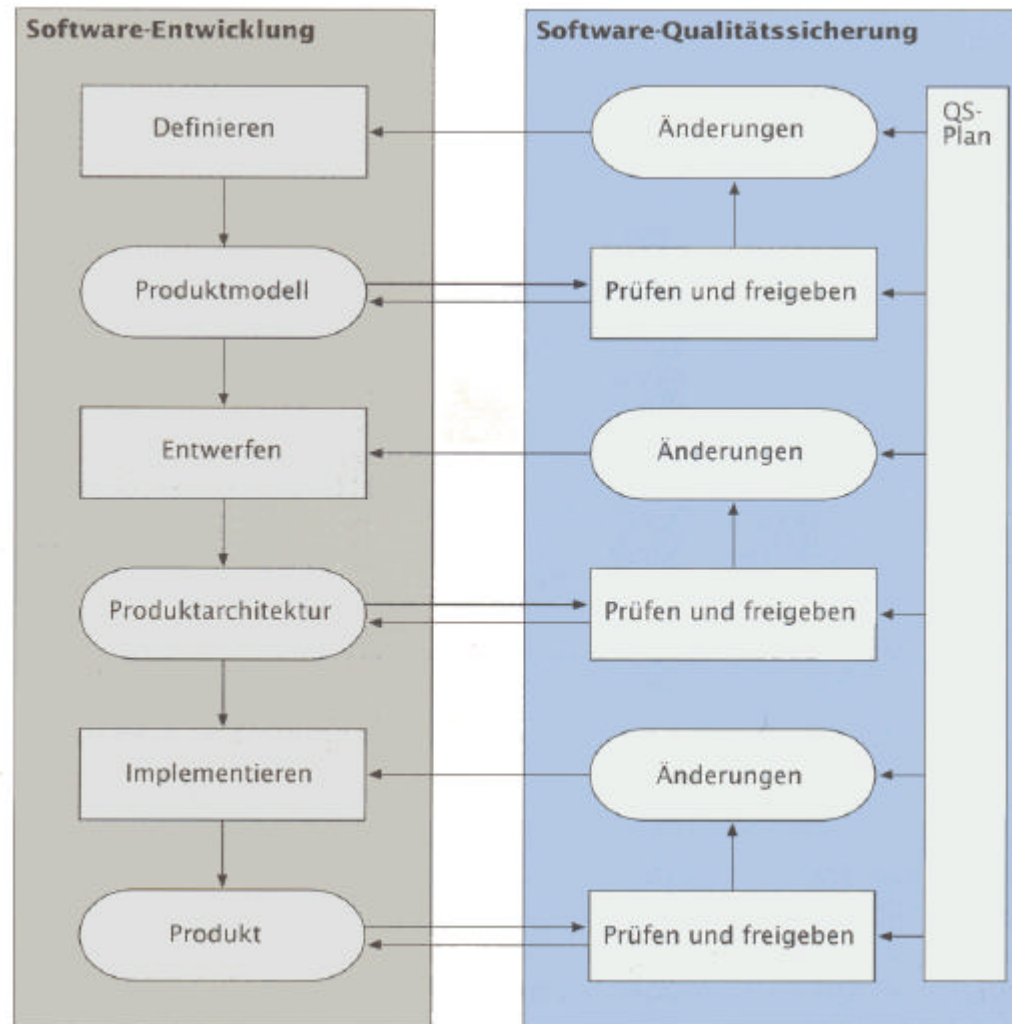 Software-Entwicklung
Software-Qualitätssicherung
Definieren
Änderungen
QS-
Plan
Produktmodell
Prüfen und freigeben
Entwerfen
Änderungen
Produktarchitektur
Prüfen und freigeben
Implementieren
Änderungen
Produkt
Prüfen und freigeben